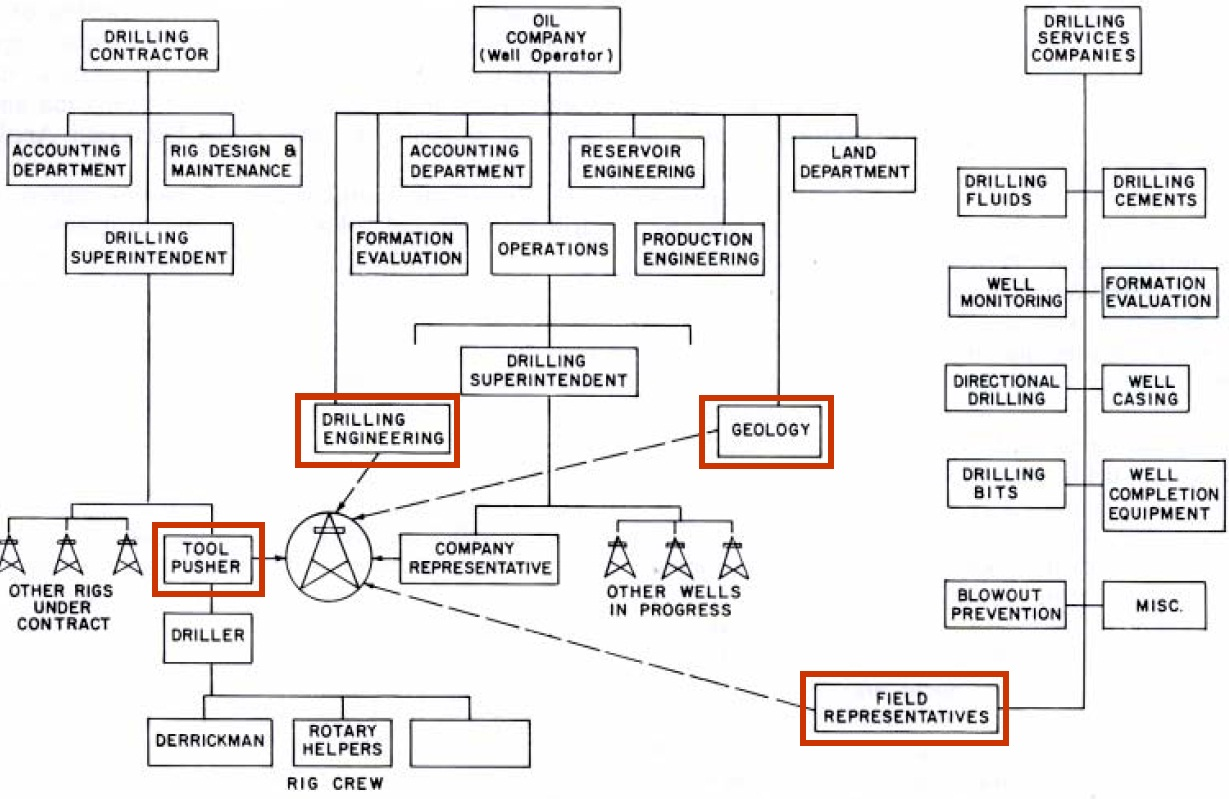 DRILLING
CONTRACTOR
OIL
COMPANY
(Well Operator)
DRILLING
SERVICES
COMPANIES
ACCOUNTING
DEPARTMENT
RIG DESIGN &
MAINTENANCE
ACCOUNTING
DEPARTMENT
RESERVOIR
ENGINEERING
LAND
DEPARTMENT
DRILLING
FLUIDS
DRILLING
CEMENTS
DRILLING
SUPERINTENDENT
FORMATION
EVALUATION
OPERATIONS
PRODUCTION
ENGINEERING
WELL
MONITORING
FORMATION
EVALUATION
DRILLING
SUPERINTENDENT
DIRECTIONAL
DRILLING
WELL
CASING
DRILLING
ENGINEERING
GEOLOGY
DRILLING
BITS
WELL
COMPLETION
EQUIPMENT
TOOL
PUSHER
COMPANY
REPRESENTATIVE
OTHER RIGS
UNDER
CONTRACT
OTHER WELLS
IN PROGRESS
BLOWOUT
PREVENTION
MISC.
DRILLER
FIELD
REPRESENTATIVES
DERRICKMAN
ROTARY
HELPERS
RIG CREW